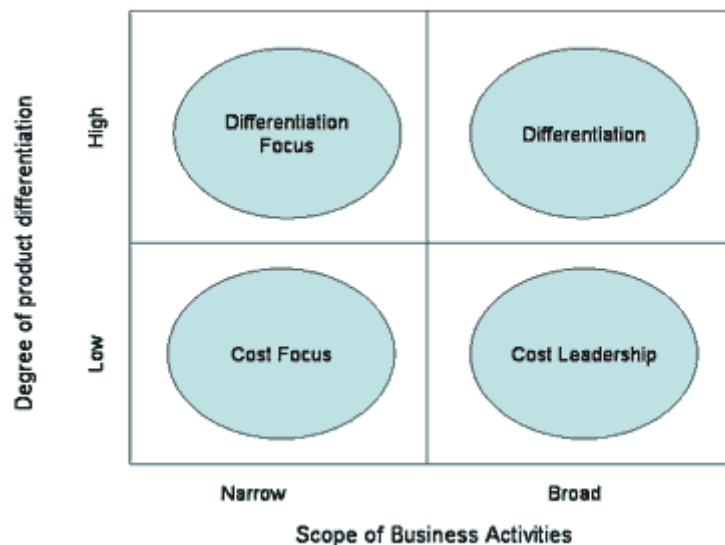 Degree of product differentiation
High
Differentiation
Focus
Differentiation
Low
Cost Focus
Cost Leadership
Narrow
Broad
Scope of Business Activities